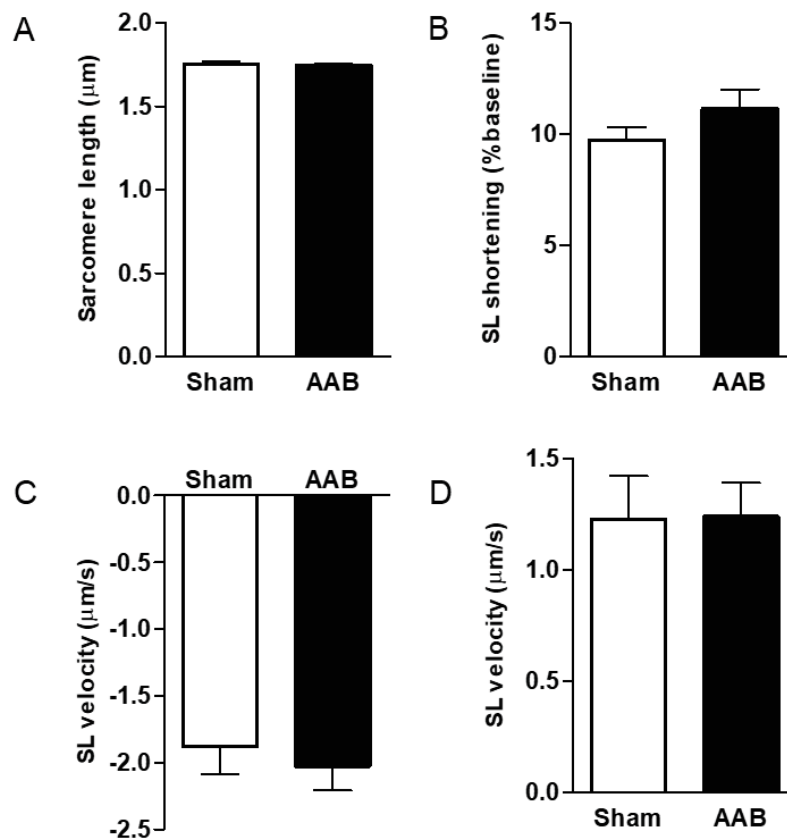 A
Sarcomere length (μm)
2.0
1.5
1.0
0.5
0.0
Sham AAB
B
SL shortening (%baseline)
15
10
5
0
Sham AAB
C
SL velocity (μm/s)
Sham AAB
0.0
-0.5
-1.0
-1.5
-2.0
-2.5
D
SL velocity (μm/s)
1.5
1.0
0.5
0.0
Sham AAB